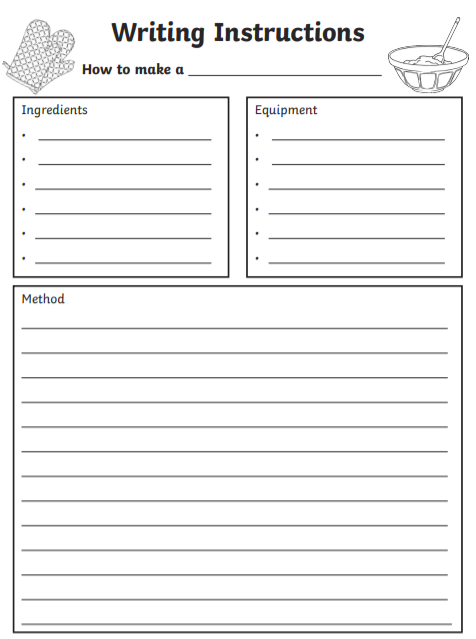 Writing Instructions
How to make a
Ingredients
Equipment
Method